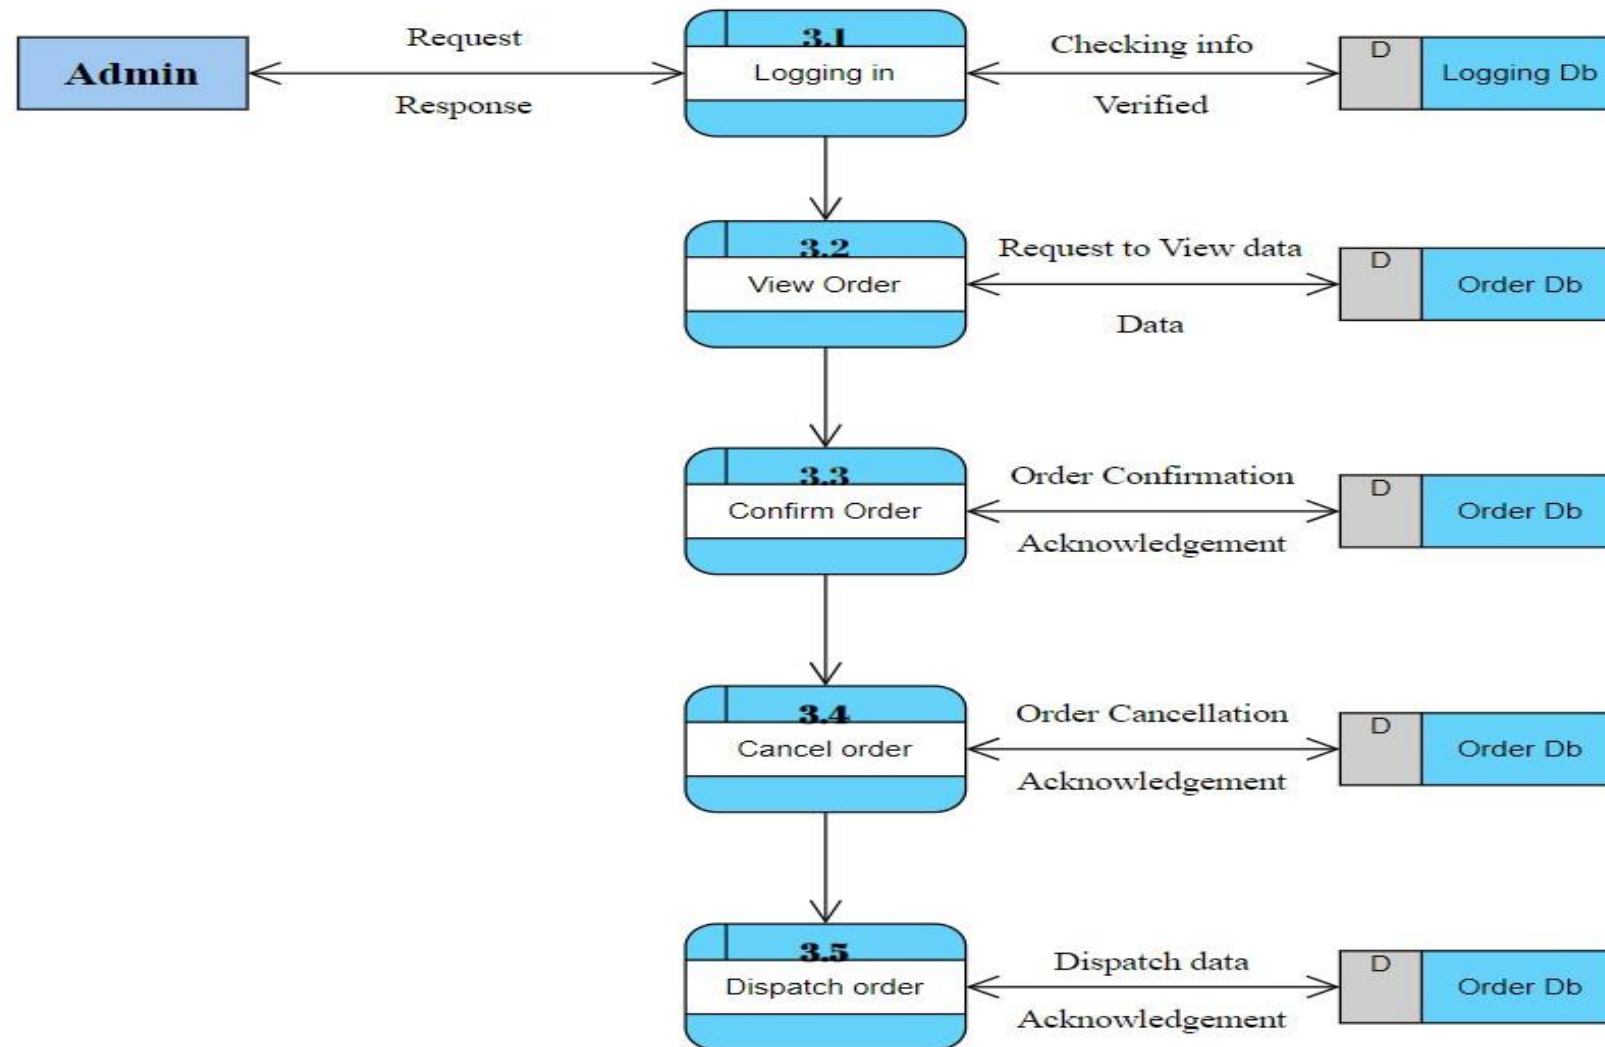 Request
3.1
Checking info
D
Admin
Logging in
Logging Db
Response
Verified
3.2
Request to View data
D
View Order
Order Db
Data
3.3
Order Confirmation
D
Confirm Order
Order Db
Acknowledgement
3.4
Order Cancellation
D
Cancel order
Order Db
Acknowledgement
3.5
Dispatch data
D
Dispatch order
Order Db
Acknowledgement